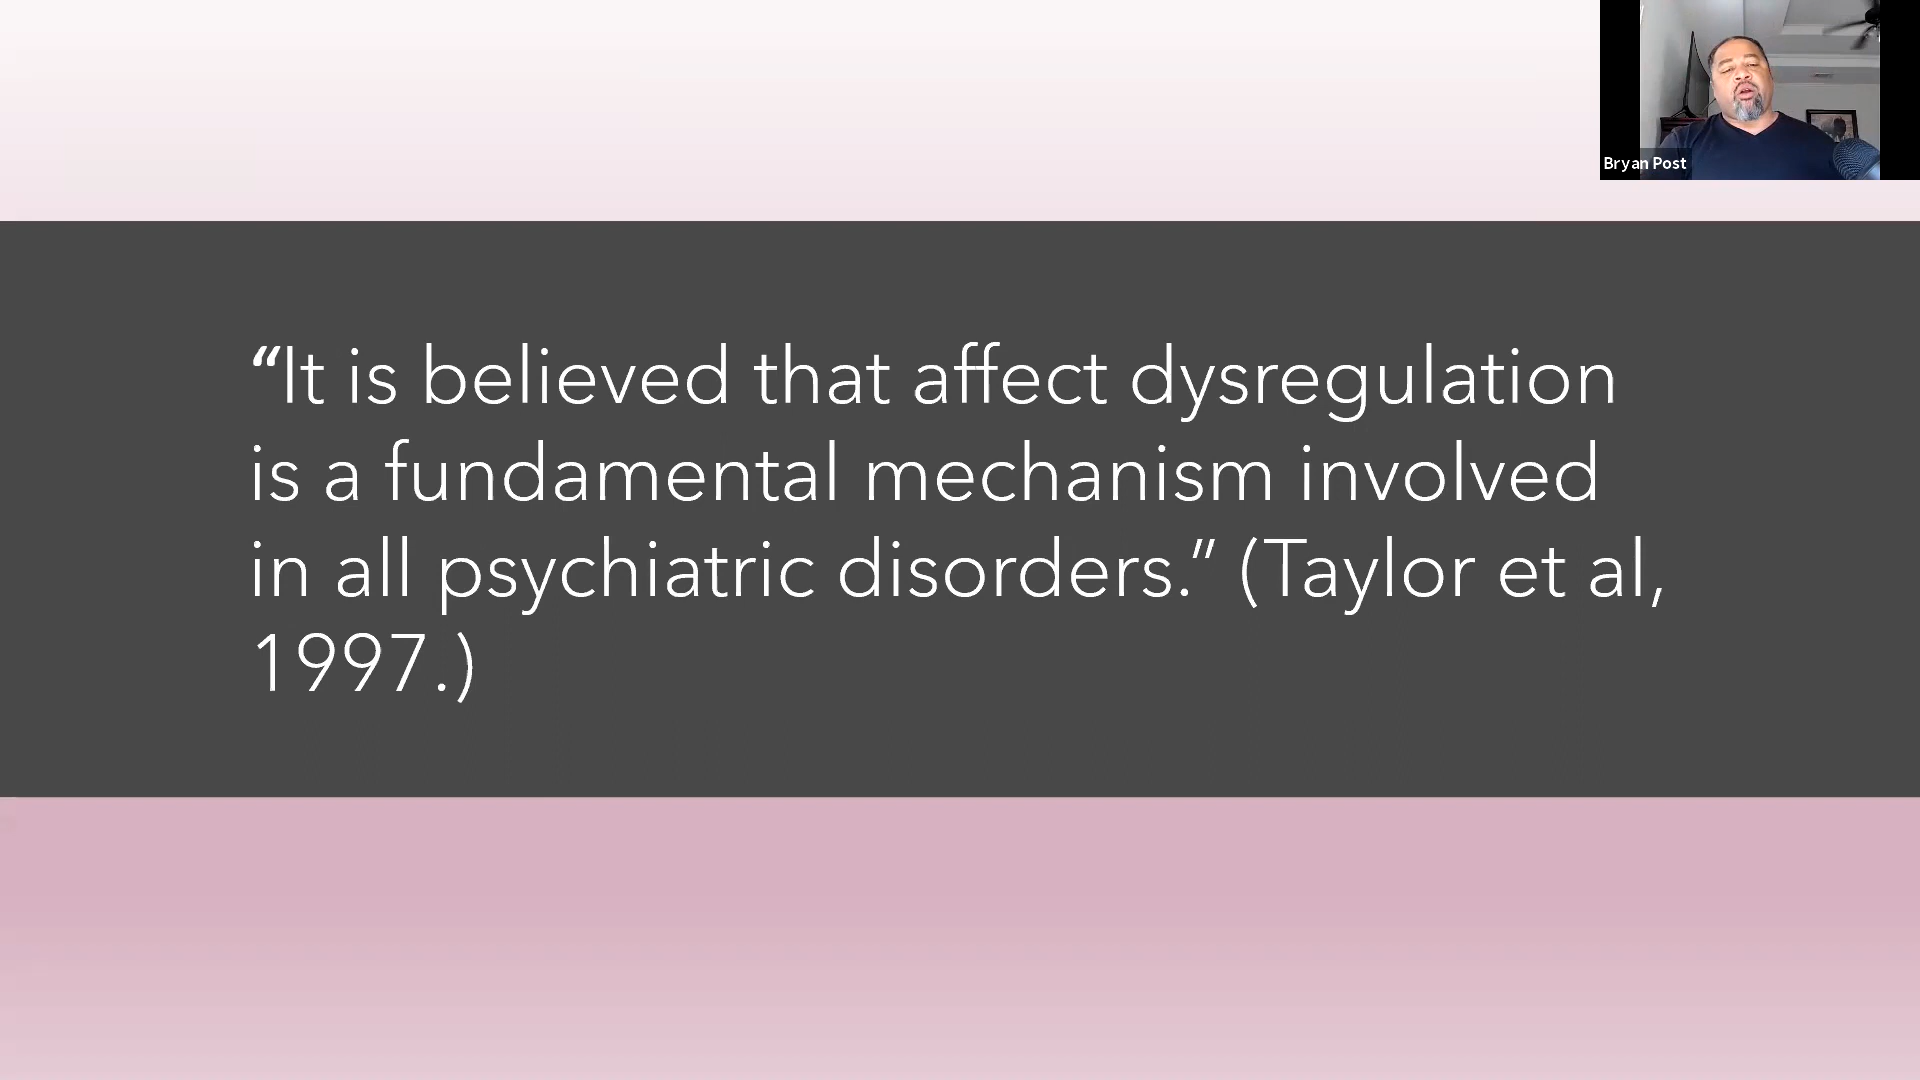 Bryan Post
“It is believed that affect dysregulation
is a fundamental mechanism involved
in all psychiatric disorders.” (Taylor et al,
1997.)